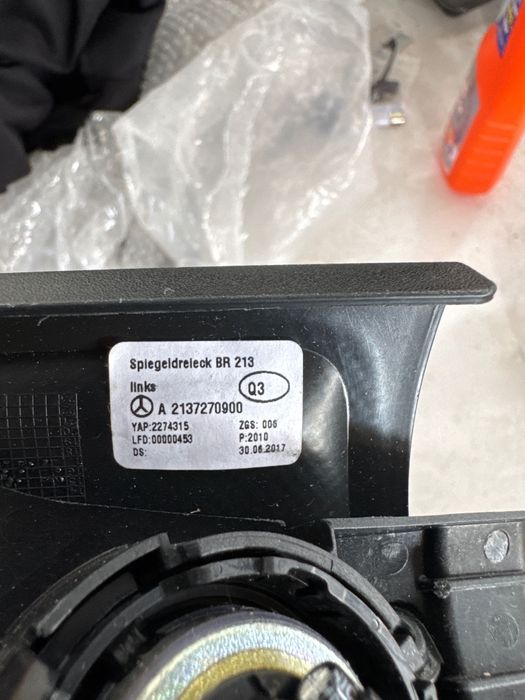 Spiegeldreieck BR 213
links
Q3
A 2137270900
YAP:2274315 ZGS: 006
LFD:00000453 P:2010
DS: 30.06.2017